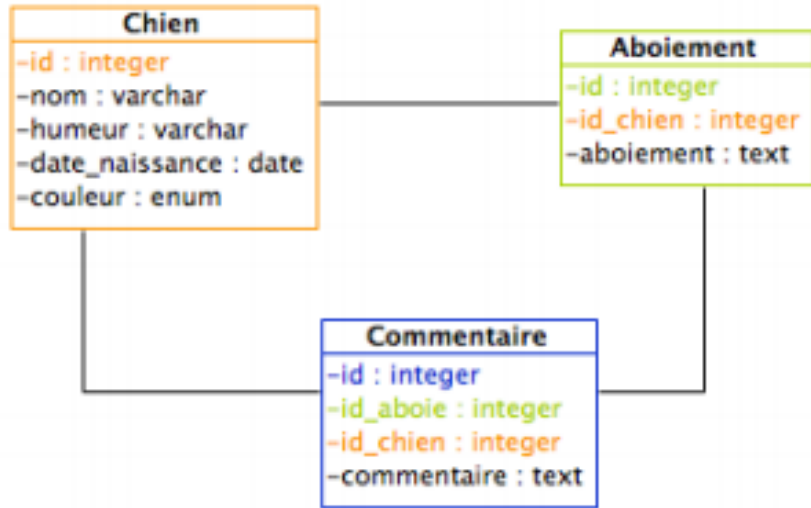 Chien
-id : integer
-nom : varchar
-humeur : varchar
-date_naissance : date
-couleur : enum
Aboiement
-id : integer
-id_chien : integer
-aboiement : text
Commentaire
-id : integer
-id_aboie : integer
-id_chien : integer
-commentaire : text